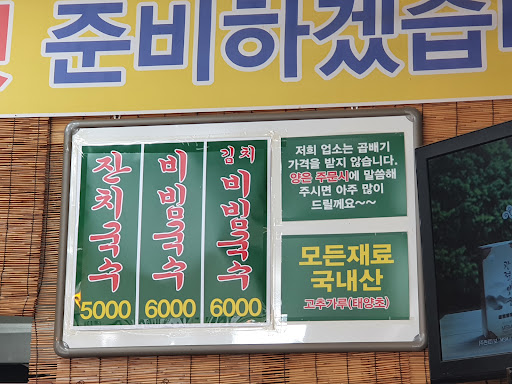 준비하겠습
잔치국수
5000
비빔국수
6000
김치
비빔국수
6000
저희 업소는 곱배기
가격을 받지 않습니다.
양은 주문시에 말씀해
주시면 아주 많이
드릴께요~~
모든재료
국내산
고추가루(태양초)